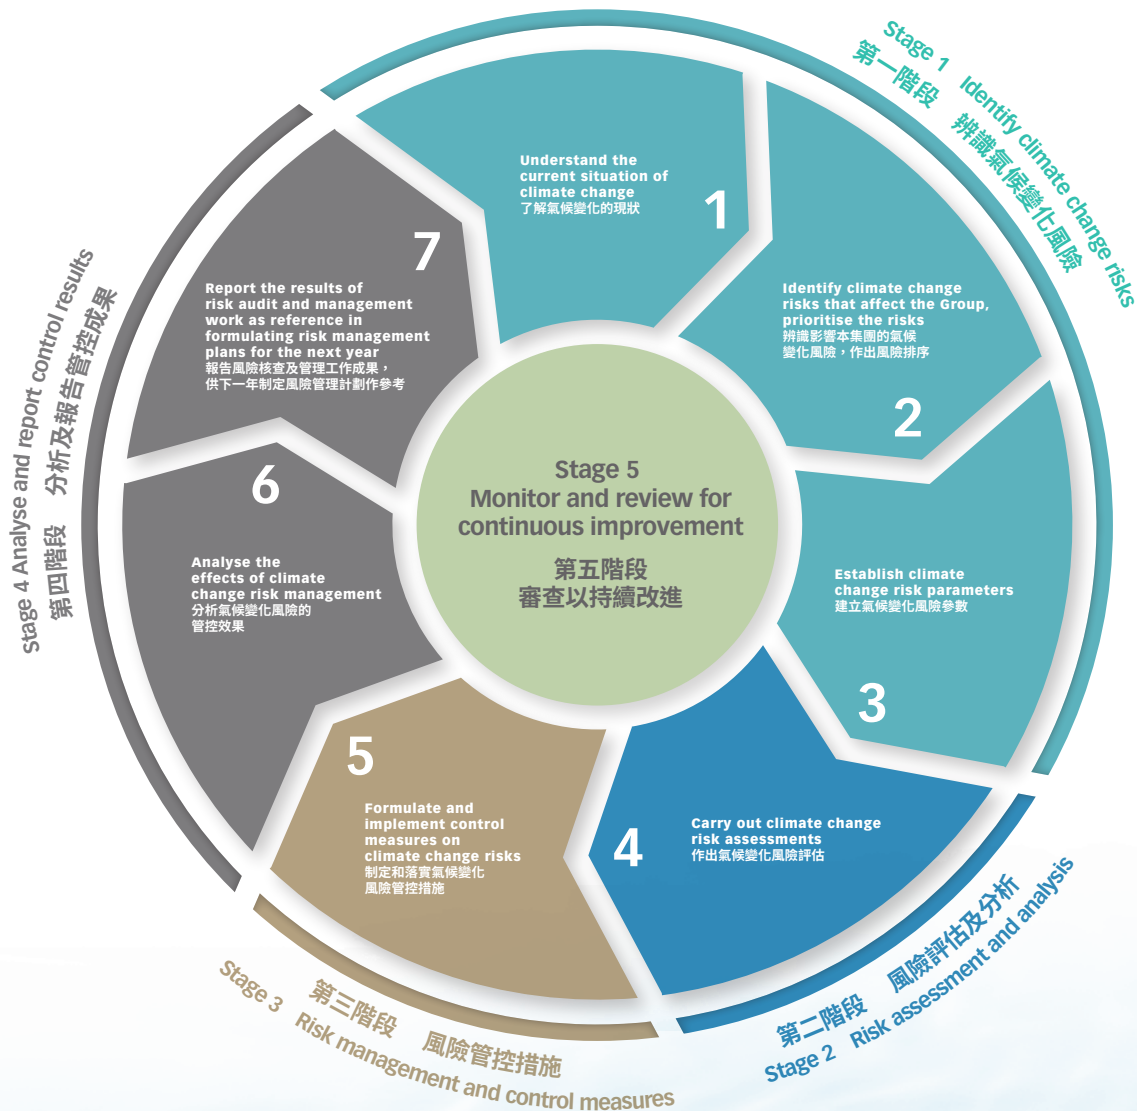 Stage 1 Identify climate change risks
第一階段 辨識氣候變化風險
Understand the
current situation of
climate change
了解氣候變化的現狀
1
Identify climate change
risks that affect the Group,
prioritise the risks
辨識影響本集團的氣候
變化風險，作出風險排序
2
Establish climate
change risk parameters
建立氣候變化風險參數
3
第二階段 風險評估及分析
Stage 2 Risk assessment and analysis
4
Carry out climate change
risk assessments
作出氣候變化風險評估
第三階段 風險管控措施
Stage 3 Risk management and control measures
5
Formulate and
implement control
measures on
climate change risks
制定和落實氣候變化
風險管控措施
Stage 4 Analyse and report control results
第四階段 分析及報告管控成果
6
Analyse the
effects of climate
change risk management
分析氣候變化風險的
管控效果
7
Report the results of
risk audit and management
work as reference in
formulating risk management
plans for the next year
報告風險核查及管理工作成果，
供下一年制定風險管理計劃作參考
Stage 5
Monitor and review for
continuous improvement
第五階段
審查以持續改進